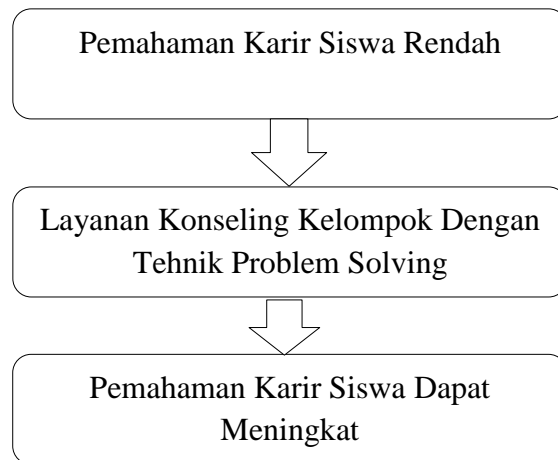 Pemahaman Karir Siswa Rendah
Layanan Konseling Kelompok Dengan
Tehnik Problem Solving
Pemahaman Karir Siswa Dapat
Meningkat